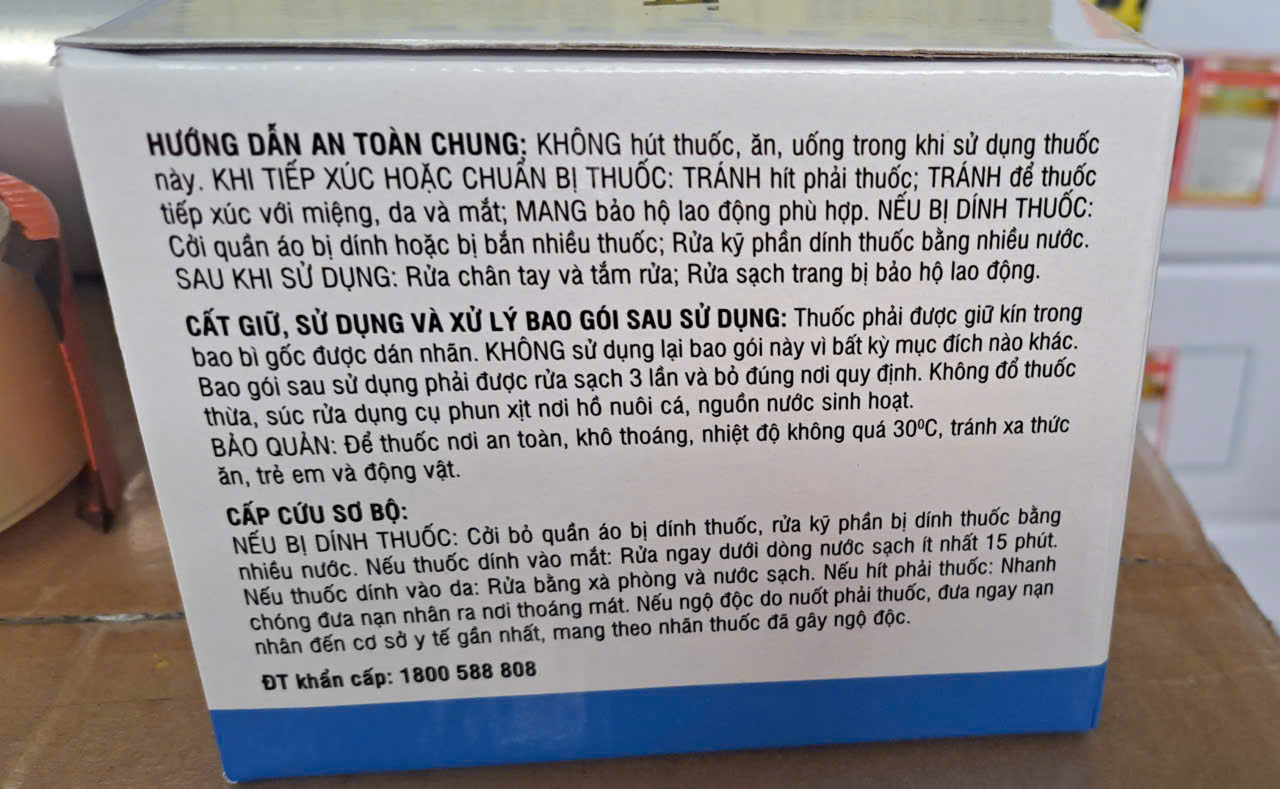 HƯỚNG DẪN AN TOÀN CHUNG: KHÔNG hút thuốc, ăn, uống trong khi sử dụng thuốc
này. KHI TIẾP XÚC HOẶC CHUẨN BỊ THUỐC: TRÁNH hít phải thuốc; TRÁNH để thuốc
tiếp xúc với miệng, da và mắt; MANG bảo hộ lao động phù hợp. NẾU BỊ DÍNH THUỐC:
Cởi quần áo bị dính hoặc bị bắn nhiều thuốc; Rửa kỹ phần dính thuốc bằng nhiều nước.
SAU KHI SỬ DỤNG: Rửa chân tay và tắm rửa; Rửa sạch trang bị bảo hộ lao động.
CẤT GIỮ, SỬ DỤNG VÀ XỬ LÝ BAO GÓI SAU SỬ DỤNG: Thuốc phải được giữ kín trong
bao bì gốc được dán nhãn. KHÔNG sử dụng lại bao gói này vì bất kỳ mục đích nào khác.
Bao gói sau sử dụng phải được rửa sạch 3 lần và bỏ đúng nơi quy định. Không đổ thuốc
thừa, súc rửa dụng cụ phun xịt nơi hồ nuôi cá, nguồn nước sinh hoạt.
BẢO QUẢN: Để thuốc nơi an toàn, khô thoáng, nhiệt độ không quá 30⁰C, tránh xa thức
ăn, trẻ em và động vật.
CẤP CỨU SƠ BỘ:
NẾU BỊ DÍNH THUỐC: Cởi bỏ quần áo bị dính thuốc, rửa kỹ phần bị dính thuốc bằng
nhiều nước. Nếu thuốc dính vào mắt: Rửa ngay dưới dòng nước sạch ít nhất 15 phút.
Nếu thuốc dính vào da: Rửa bằng xà phòng và nước sạch. Nếu hít phải thuốc: Nhanh
chóng đưa nạn nhân ra nơi thoáng mát. Nếu ngộ độc do nuốt phải thuốc, đưa ngay nạn
nhân đến cơ sở y tế gần nhất, mang theo nhãn thuốc đã gây ngộ độc.
ĐT khẩn cấp: 1800 588 808